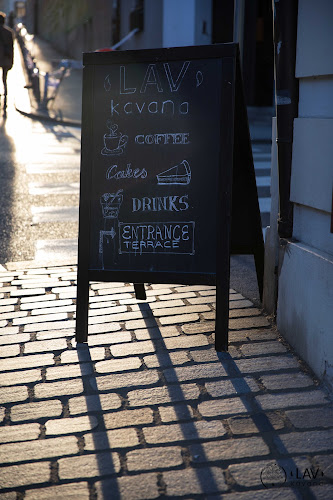 LAV
kavana
COFFEE
Cakes
DRINKS
ENTRANCE
TERRACE
LAV